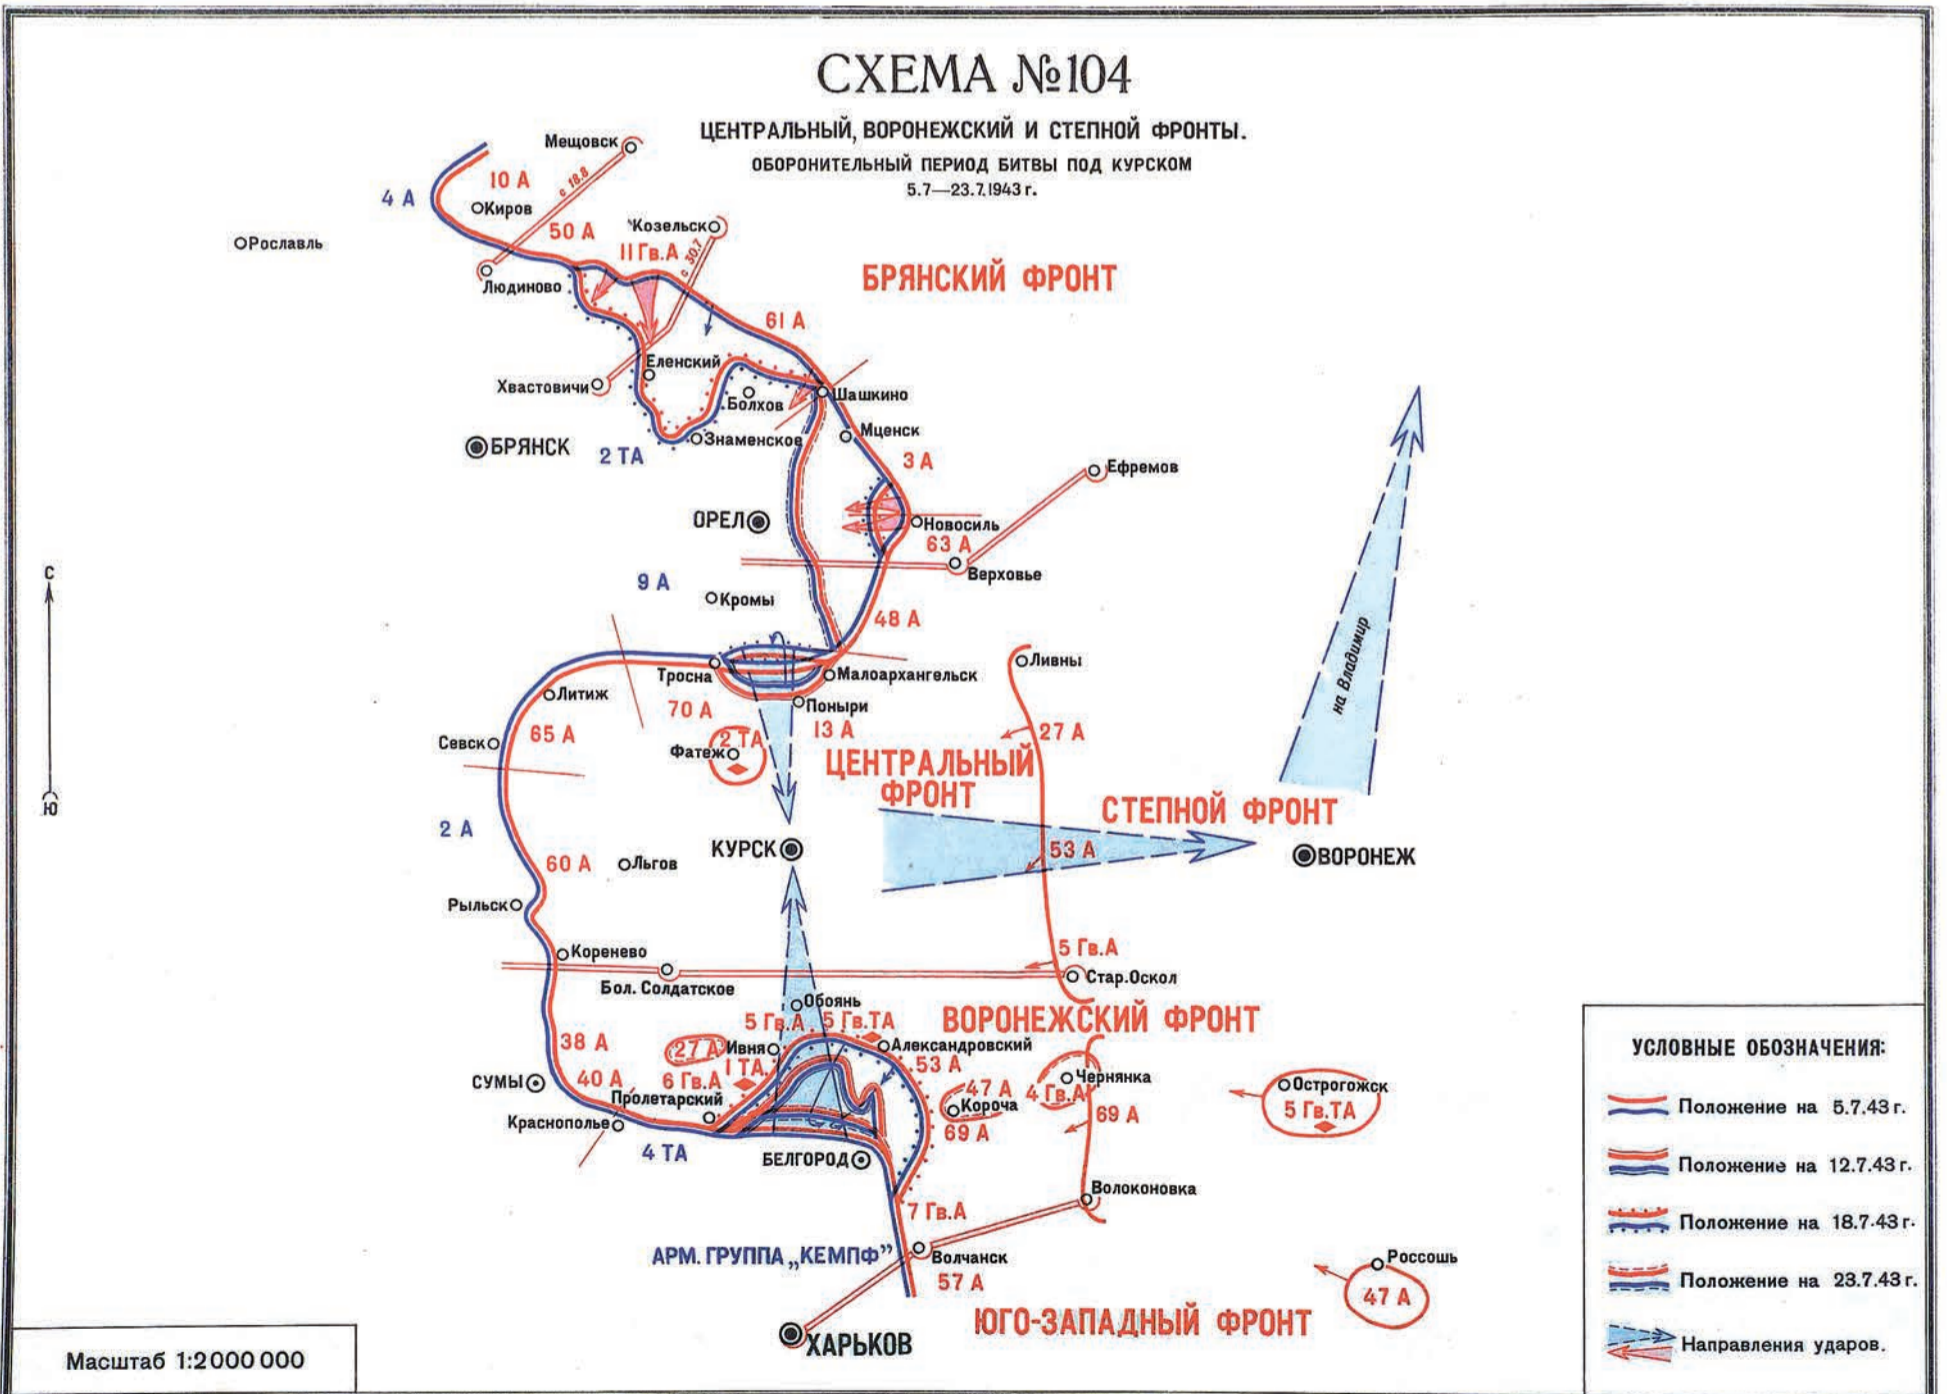 СХЕМА №104
ЦЕНТРАЛЬНЫЙ, ВОРОНЕЖСКИЙ И СТЕПНОЙ ФРОНТЫ.
ОБОРОНИТЕЛЬНЫЙ ПЕРИОД БИТВЫ ПОД КУРСКОМ
5.7—23.7.1943 г.
Мещовск
10 А
с 18.8
4 А
Киров
50 А
Козельск
Рославль
11 Гв.А
с 30.7
БРЯНСКИЙ ФРОНТ
Людиново
61 А
Еленский
Хвастовичи
Болхов
Шашкино
Знаменское
Мценск
БРЯНСК
2 ТА
3 А
Ефремов
ОРЕЛ
Новосиль
63 А
Верховье
С
9 А
Кромы
48 А
на Владимир
Тросна
Малоархангельск
Ливны
Литиж
70 А
Поныри
13 А
65 А
27 А
Севск
2 ТА
Фатеж
ЦЕНТРАЛЬНЫЙ
ФРОНТ
СТЕПНОЙ ФРОНТ
Ю
2 А
60 А
Льгов
КУРСК
53 А
ВОРОНЕЖ
Рыльск
Коренево
5 Гв.А
Стар.Оскол
Бол. Солдатское
Обоянь
5 Гв.А
5 Гв.ТА
ВОРОНЕЖСКИЙ ФРОНТ
38 А
27 А
Ивня
Александровский
1 ТА
53 А
СУМЫ
40 А
6 Гв.А
Пролетарский
47 А
Короча
69 А
4 Гв.А
Чернянка
69 А
Острогожск
5 Гв.ТА
Краснополье
4 ТА
БЕЛГОРОД
Волоконовка
7 Гв.А
АРМ. ГРУППА „КЕМПФ”
Волчанск
57 А
Россошь
47 А
ХАРЬКОВ
ЮГО-ЗАПАДНЫЙ ФРОНТ
Масштаб 1:2000000
УСЛОВНЫЕ ОБОЗНАЧЕНИЯ:
Положение на 5.7.43 г.
Положение на 12.7.43 г.
Положение на 18.7.43 г.
Положение на 23.7.43 г.
Направления ударов.